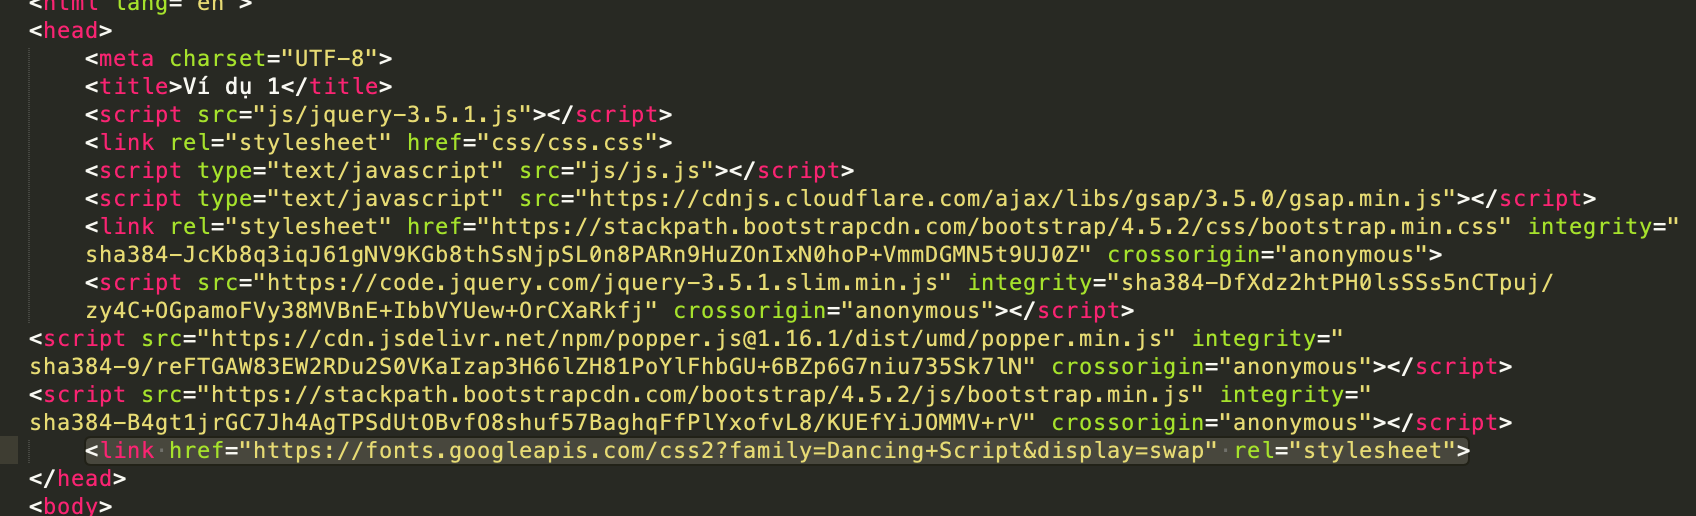 <html lang="en">
<head>
<meta charset="UTF-8">
<title>Ví dụ 1</title>
<script src="js/jquery-3.5.1.js"></script>
<link rel="stylesheet" href="css/css.css">
<script type="text/javascript" src="js/js.js"></script>
<script type="text/javascript" src="https://cdnjs.cloudflare.com/ajax/libs/gsap/3.5.0/gsap.min.js"></script>
<link rel="stylesheet" href="https://stackpath.bootstrapcdn.com/bootstrap/4.5.2/css/bootstrap.min.css" integrity="
sha384-JcKb8q3iqJ61gNV9KGb8thSsNjpSL0n8PARn9HuZOnIxN0hoP+VmmDGMN5t9UJ0Z" crossorigin="anonymous">
<script src="https://code.jquery.com/jquery-3.5.1.slim.min.js" integrity="sha384-DfXdz2htPH0lsSSs5nCTpuj/
zy4C+OGpamoFVy38MVBnE+IbbVYUew+OrCXaRkfj" crossorigin="anonymous"></script>
<script src="https://cdn.jsdelivr.net/npm/popper.js@1.16.1/dist/umd/popper.min.js" integrity="
sha384-9/reFTGAW83EW2RDu2S0VKaIzap3H66lZH81PoYlFhbGU+6BZp6G7niu735Sk7lN" crossorigin="anonymous"></script>
<script src="https://stackpath.bootstrapcdn.com/bootstrap/4.5.2/js/bootstrap.min.js" integrity="
sha384-B4gt1jrGC7Jh4AgTPSdUtOBvfO8shuf57BaghqFfPlYxofvL8/KUEfYiJOMMV+rV" crossorigin="anonymous"></script>
<link href="https://fonts.googleapis.com/css2?family=Dancing+Script&display=swap" rel="stylesheet">
</head>
<body>